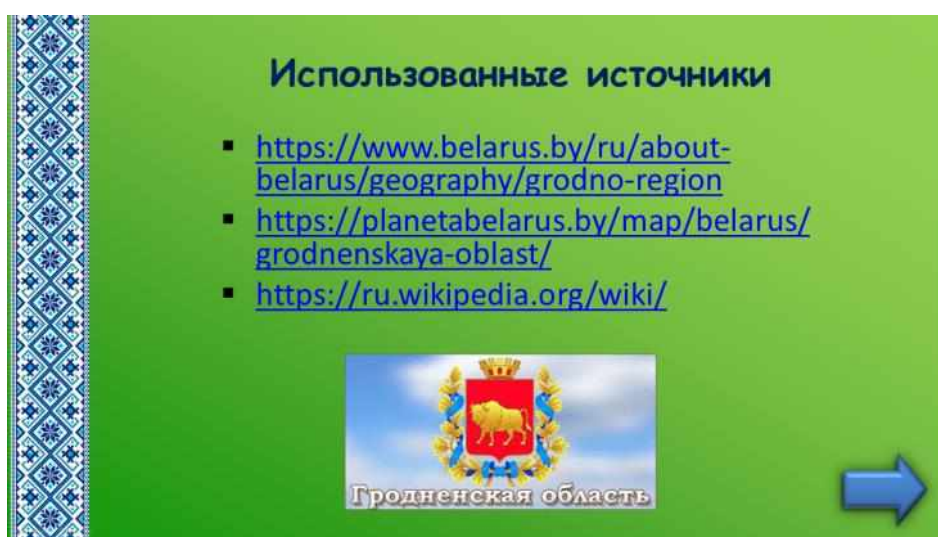 Использованные источники
▪ https://www.belarus.by/ru/about-
belarus/geography/grodno-region
▪ https://planetabelarus.by/map/belarus/
grodnenskaya-oblast/
▪ https://ru.wikipedia.org/wiki/
Гродненская область